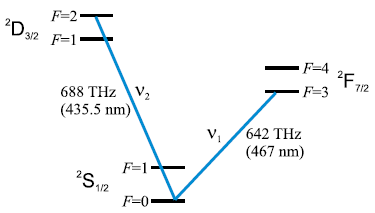 ²D₃/₂
F=2
F=1
688 THz
(435.5 nm)
ν₂
F=4
F=3
²F₇/₂
ν₁
642 THz
(467 nm)
²S₁/₂
F=1
F=0